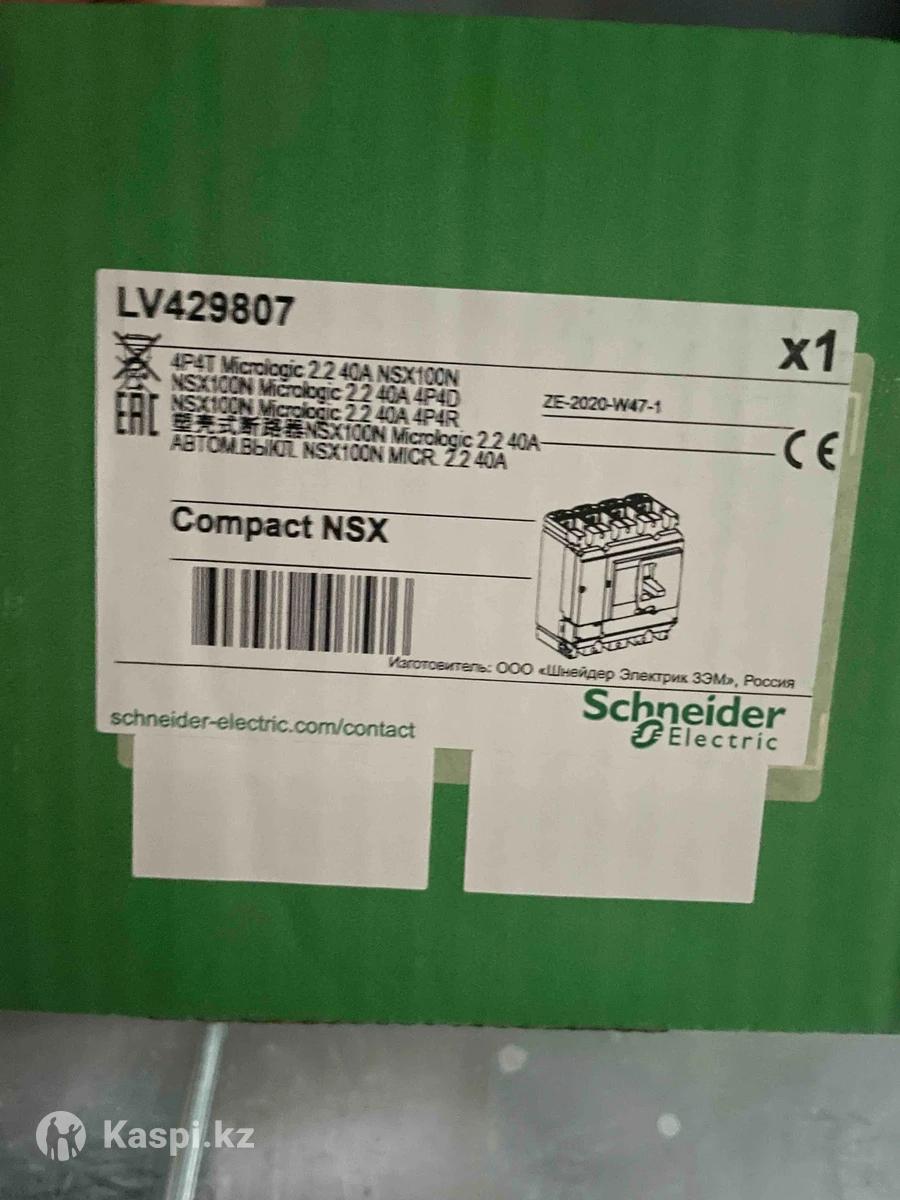 LV429807
x1
4P4T Micrologic 2.2 40A NSX100N
NSX100N Micrologic 2.2 40A 4P4D
NSX100N Micrologic 2.2 40A 4P4R
塑壳式断路器NSX100N Micrologic 2.2 40A
АВТОМ.ВЫКЛ. NSX100N MICR. 2.2 40A
ZE-2020-W47-1
EAC
CE
Compact NSX
Изготовитель: ООО «Шнейдер Электрик ЗЭМ», Россия
schneider-electric.com/contact
Schneider
Electric
Kaspi.kz